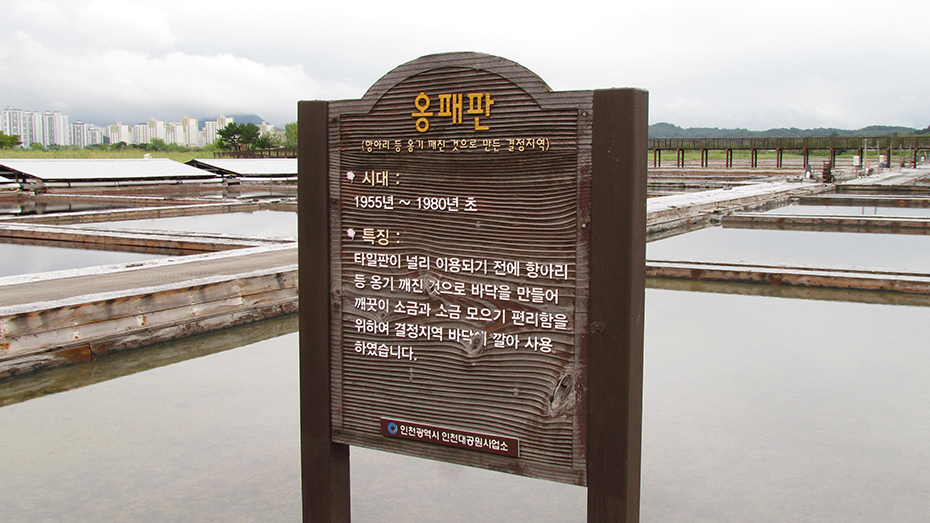 옹패판
(항아리 등 옹기 깨진 것으로 만든 결정지역)
시대 :
1955년 ~ 1980년 초
특징 :
타일판이 널리 이용되기 전에 항아리
등 옹기 깨진 것으로 바닥을 만들어
깨끗이 소금과 소금 모으기 편리함을
위하여 결정지역 바닥에 깔아 사용
하였습니다.
인천광역시 인천대공원사업소